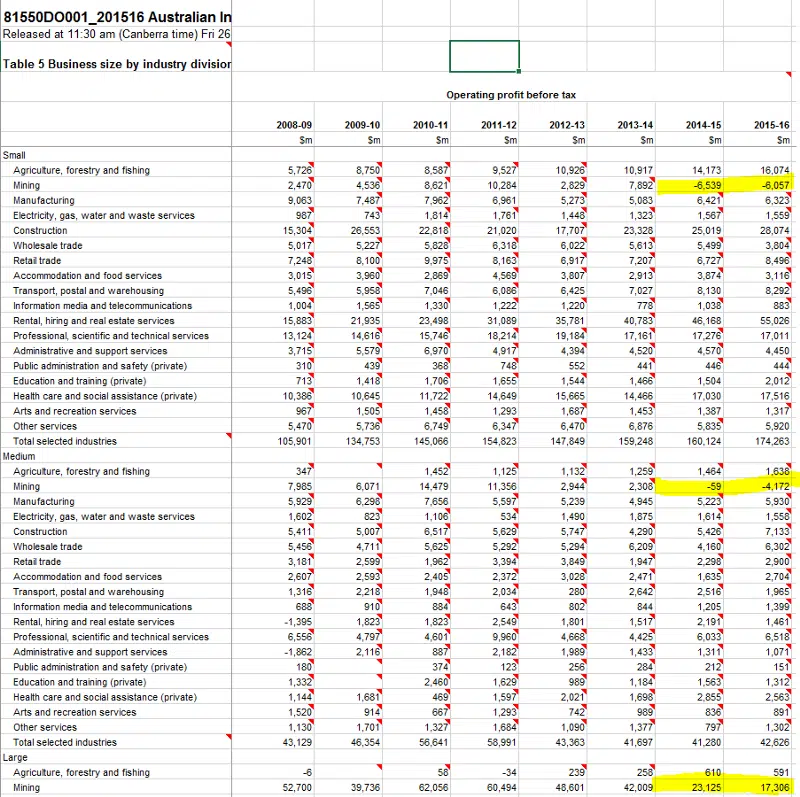 81550DO001_201516 Australian In
Released at 11:30 am (Canberra time) Fri 26
Table 5 Business size by industry division
Operating profit before tax
2008-09 2009-10 2010-11 2011-12 2012-13 2013-14 2014-15 2015-16
$m $m $m $m $m $m $m $m
Small
Agriculture, forestry and fishing 5,726 8,750 8,587 9,527 10,926 10,917 14,173 16,074
Mining 2,470 4,536 8,621 10,284 2,829 7,892 -6,539 -6,057
Manufacturing 9,063 7,487 7,962 6,961 5,273 5,083 6,421 6,323
Electricity, gas, water and waste services 987 743 1,814 1,761 1,448 1,323 1,567 1,559
Construction 15,304 26,553 22,818 21,020 17,707 23,328 25,019 28,074
Wholesale trade 5,017 5,227 5,828 6,318 6,022 5,613 5,499 3,804
Retail trade 7,248 8,100 9,975 8,163 6,917 7,207 6,727 8,496
Accommodation and food services 3,015 3,960 2,869 4,569 3,807 2,913 3,874 3,116
Transport, postal and warehousing 5,496 5,958 7,046 6,086 6,425 7,027 8,130 8,292
Information media and telecommunications 1,004 1,565 1,330 1,222 1,220 778 1,038 883
Rental, hiring and real estate services 15,883 21,935 23,498 31,089 35,781 40,783 46,168 55,026
Professional, scientific and technical services 13,124 14,616 15,746 18,214 19,184 17,161 17,276 17,011
Administrative and support services 3,715 5,579 6,970 4,917 4,394 4,520 4,570 4,450
Public administration and safety (private) 310 439 368 748 552 441 446 444
Education and training (private) 713 1,418 1,706 1,655 1,544 1,466 1,504 2,012
Health care and social assistance (private) 10,386 10,645 11,722 14,649 15,665 14,466 17,030 17,516
Arts and recreation services 967 1,505 1,458 1,293 1,687 1,453 1,387 1,317
Other services 5,470 5,736 6,749 6,347 6,470 6,876 5,835 5,920
Total selected industries 105,901 134,753 145,066 154,823 147,849 159,248 160,124 174,263
Medium
Agriculture, forestry and fishing 347 1,452 1,125 1,132 1,259 1,464 1,638
Mining 7,985 6,071 14,479 11,356 2,944 2,308 -59 -4,172
Manufacturing 5,929 6,298 7,656 5,597 5,239 4,945 5,223 5,930
Electricity, gas, water and waste services 1,602 823 1,106 534 1,490 1,875 1,614 1,558
Construction 5,411 5,007 6,517 5,629 5,747 4,290 5,426 7,133
Wholesale trade 5,456 4,711 5,625 5,292 5,294 6,209 4,160 6,302
Retail trade 3,181 2,599 1,962 3,394 3,849 1,947 2,298 2,900
Accommodation and food services 2,607 2,593 2,405 2,372 3,028 2,471 1,635 2,704
Transport, postal and warehousing 1,316 2,218 1,948 2,034 280 2,642 2,516 1,965
Information media and telecommunications 688 910 884 643 802 844 1,205 1,399
Rental, hiring and real estate services -1,395 1,823 1,823 2,549 1,801 1,517 2,191 1,461
Professional, scientific and technical services 6,556 4,797 4,601 9,960 4,668 4,425 6,033 6,518
Administrative and support services -1,862 2,116 887 2,182 1,989 1,433 1,311 1,071
Public administration and safety (private) 180 374 123 256 284 212 151
Education and training (private) 1,332 2,460 1,629 989 1,184 1,563 1,312
Health care and social assistance (private) 1,144 1,681 469 1,597 2,021 1,698 2,855 2,563
Arts and recreation services 1,520 914 667 1,293 742 989 836 891
Other services 1,130 1,701 1,327 1,684 1,090 1,377 797 1,302
Total selected industries 43,129 46,354 56,641 58,991 43,363 41,697 41,280 42,626
Large
Agriculture, forestry and fishing -6 58 -34 239 258 610 591
Mining 52,700 39,736 62,056 60,494 48,601 42,009 23,125 17,306